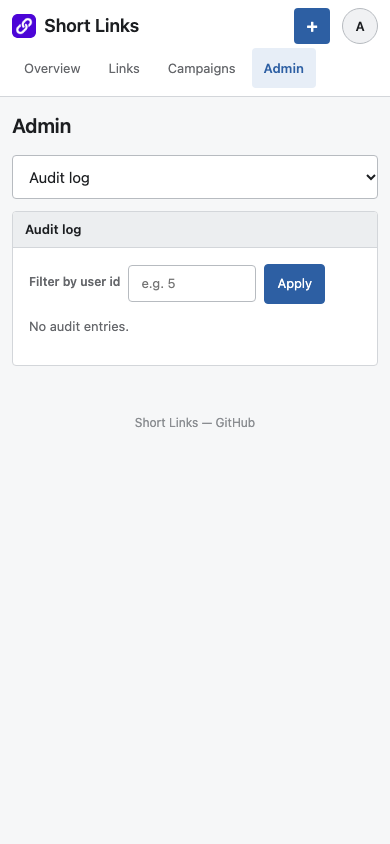 Short Links
+
A
Overview
Links
Campaigns
Admin
Admin
Audit log
Audit log
Filter by user id
e.g. 5
Apply
No audit entries.
Short Links — GitHub